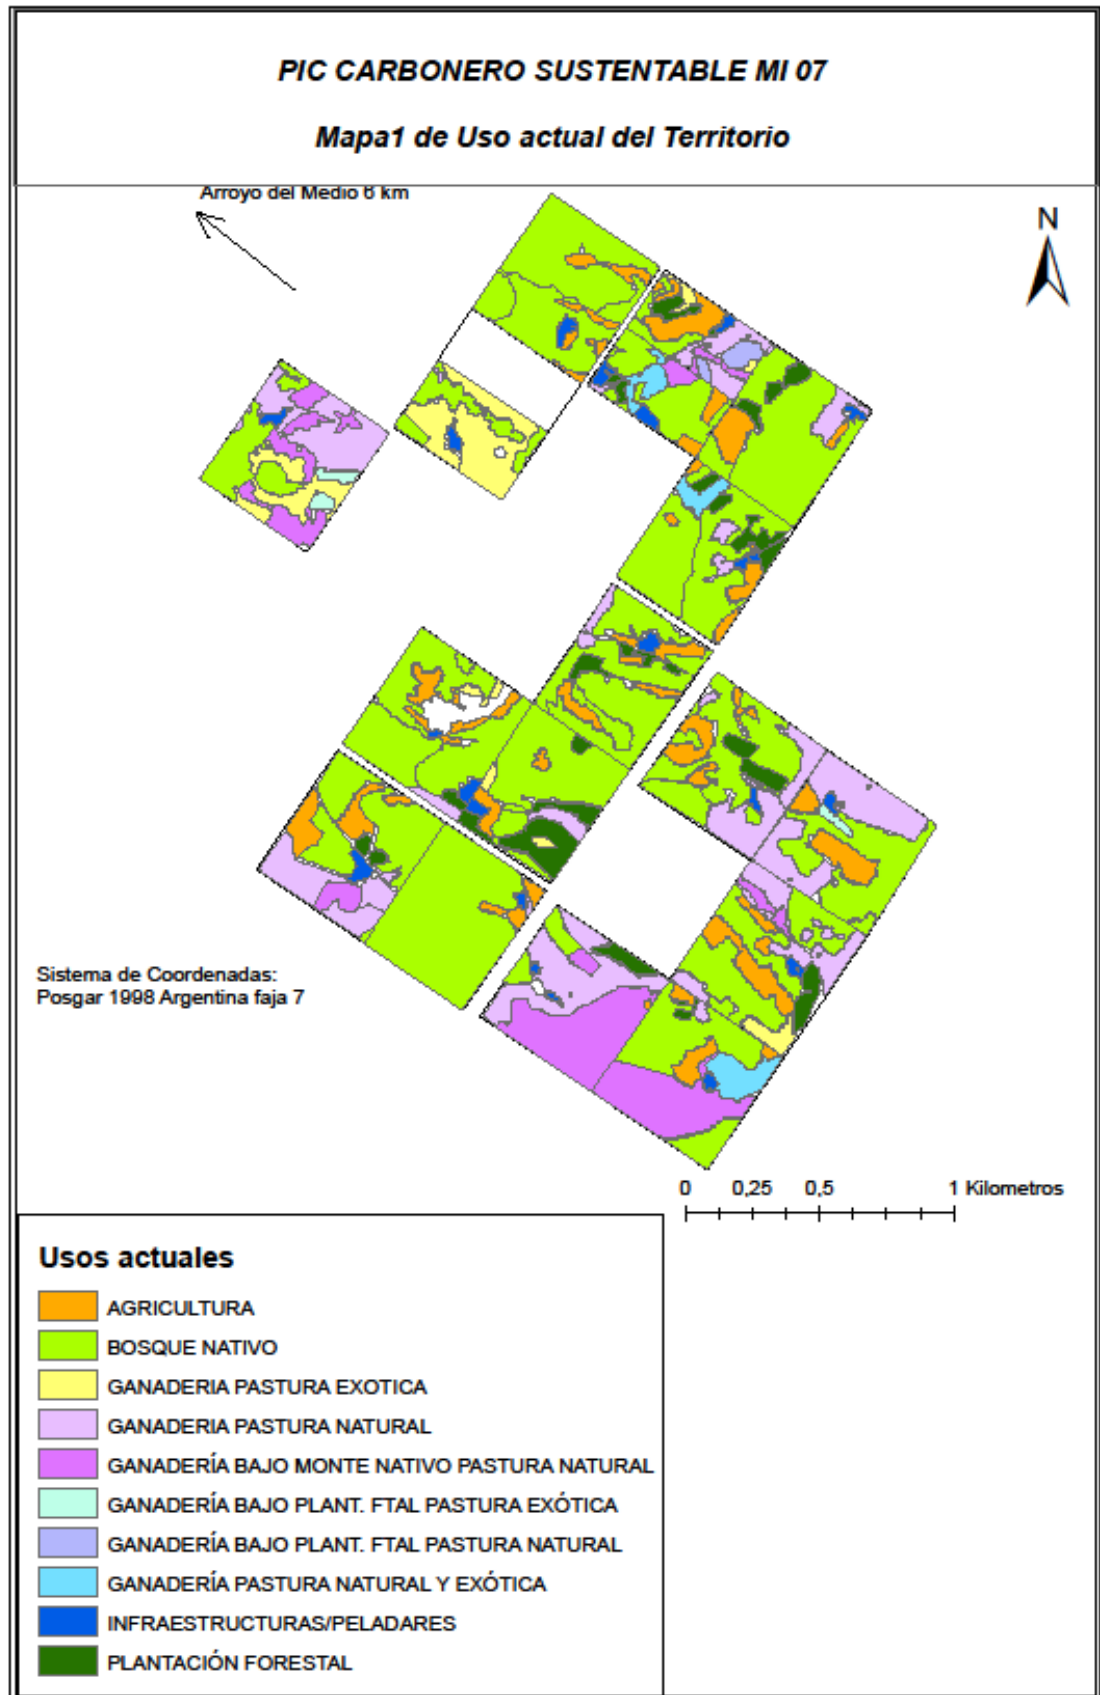 PIC CARBONERO SUSTENTABLE MI 07
Mapa1 de Uso actual del Territorio
Arroyo del Medio 6 km
N
Sistema de Coordenadas:
Posgar 1998 Argentina faja 7
0 0,25 0,5 1 Kilometros
Usos actuales
AGRICULTURA
BOSQUE NATIVO
GANADERIA PASTURA EXOTICA
GANADERIA PASTURA NATURAL
GANADERÍA BAJO MONTE NATIVO PASTURA NATURAL
GANADERÍA BAJO PLANT. FTAL PASTURA EXÓTICA
GANADERÍA BAJO PLANT. FTAL PASTURA NATURAL
GANADERÍA PASTURA NATURAL Y EXÓTICA
INFRAESTRUCTURAS/PELADARES
PLANTACIÓN FORESTAL